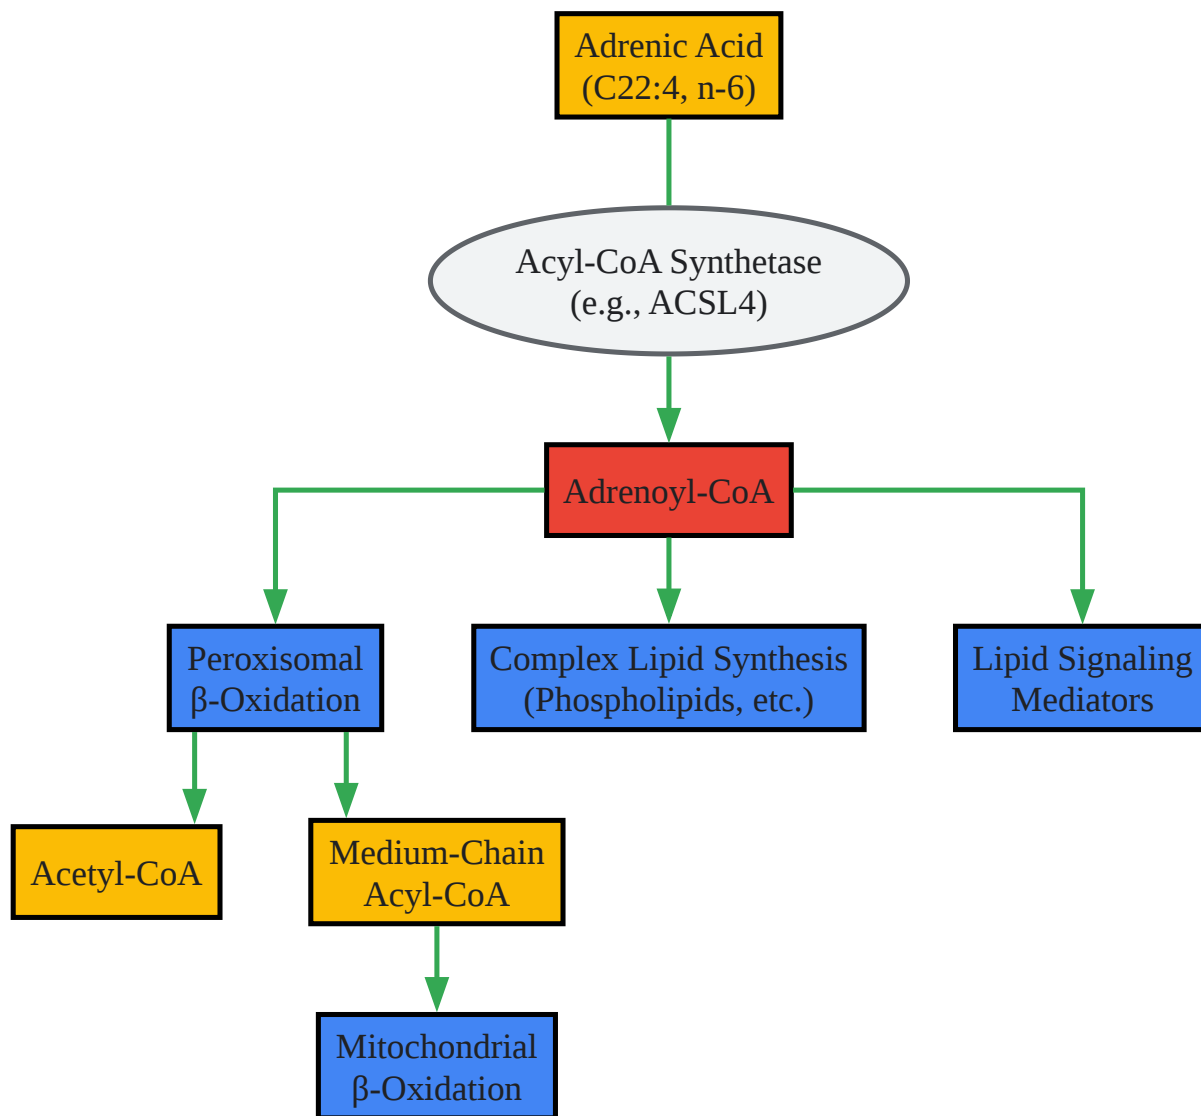 Adrenic Acid
(C22:4, n-6)
Acyl-CoA Synthetase
(e.g., ACSL4)
Adrenoyl-CoA
Peroxisomal
β-Oxidation
Complex Lipid Synthesis
(Phospholipids, etc.)
Lipid Signaling
Mediators
Acetyl-CoA
Medium-Chain
Acyl-CoA
Mitochondrial
β-Oxidation